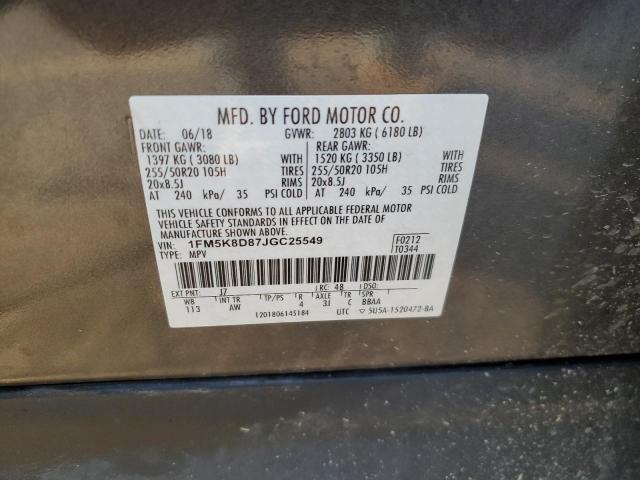 MFD. BY FORD MOTOR CO.
DATE: 06/18 GVWR: 2803 KG ( 6180 LB)
FRONT GAWR: REAR GAWR:
1397 KG ( 3080 LB) WITH 1520 KG ( 3350 LB) WITH
255/50R20 105H TIRES 255/50R20 105H TIRES
20x8.5J RIMS 20x8.5J RIMS
AT 240 kPa/ 35 PSI COLD AT 240 kPa/ 35 PSI COLD
THIS VEHICLE CONFORMS TO ALL APPLICABLE FEDERAL MOTOR
VEHICLE SAFETY STANDARDS IN EFFECT ON THE DATE OF
MANUFACTURE SHOWN ABOVE.
VIN: 1FM5K8D87JGC25549 F0212
TYPE: MPV T0344
EXT PNT: J7 RC: 48 DSO:
WB INT TR TP/PS R AXLE TR SPR
113 AW 4 3J C BBAA
1201806145184 UTC ▽ 5U5A-1520472-BA